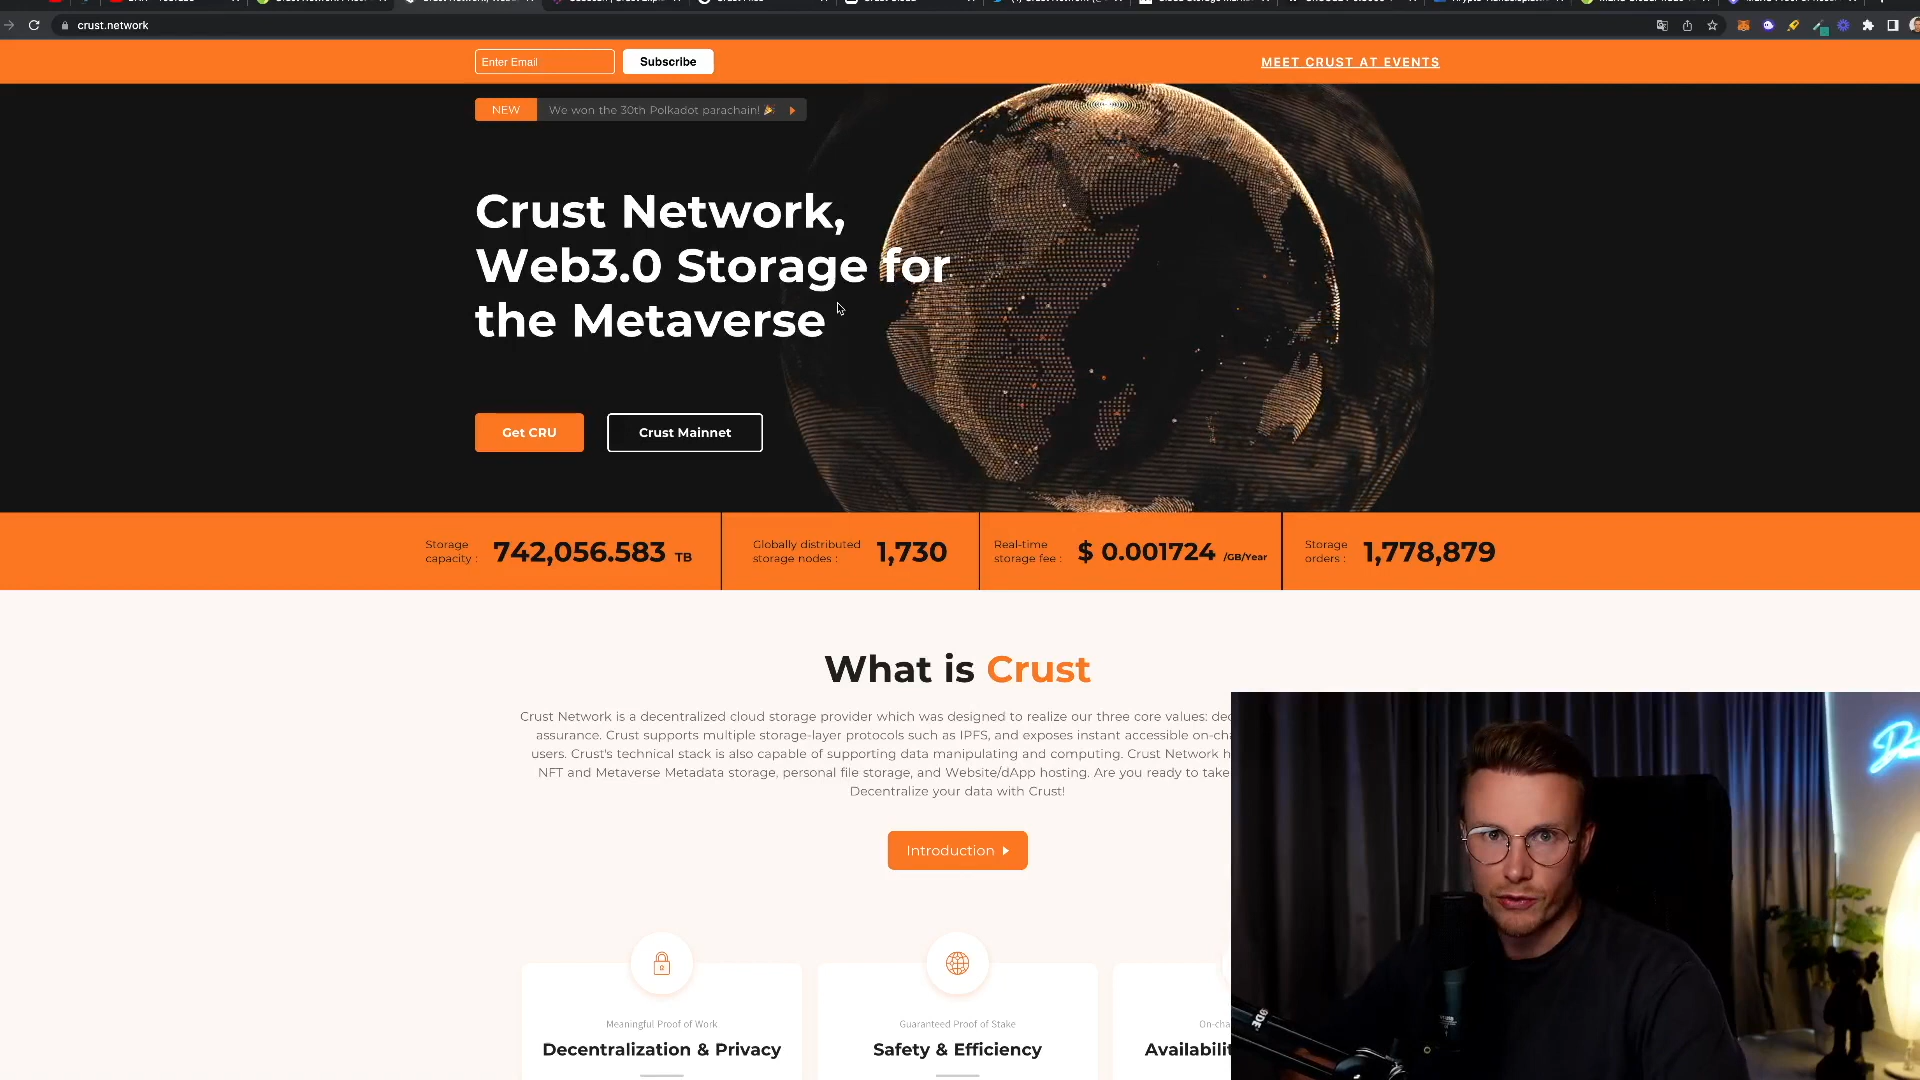 crust.network
Enter Email
Subscribe
MEET CRUST AT EVENTS
NEW
We won the 30th Polkadot parachain! 🎉
Crust Network,
Web3.0 Storage for
the Metaverse
Get CRU
Crust Mainnet
Storage
capacity :
742,056.583 TB
Globally distributed
storage nodes :
1,730
Real-time
storage fee :
$ 0.001724 /GB/Year
Storage
orders :
1,778,879
What is Crust
Crust Network is a decentralized cloud storage provider which was designed to realize our three core values:
assurance. Crust supports multiple storage-layer protocols such as IPFS, and exposes instant accessible
users. Crust's technical stack is also capable of supporting data manipulating and computing. Crust Network
NFT and Metaverse Metadata storage, personal file storage, and Website/dApp hosting. Are you ready to take
Decentralize your data with Crust!
Introduction
Meaningful Proof of Work
Decentralization & Privacy
Guaranteed Proof of Stake
Safety & Efficiency